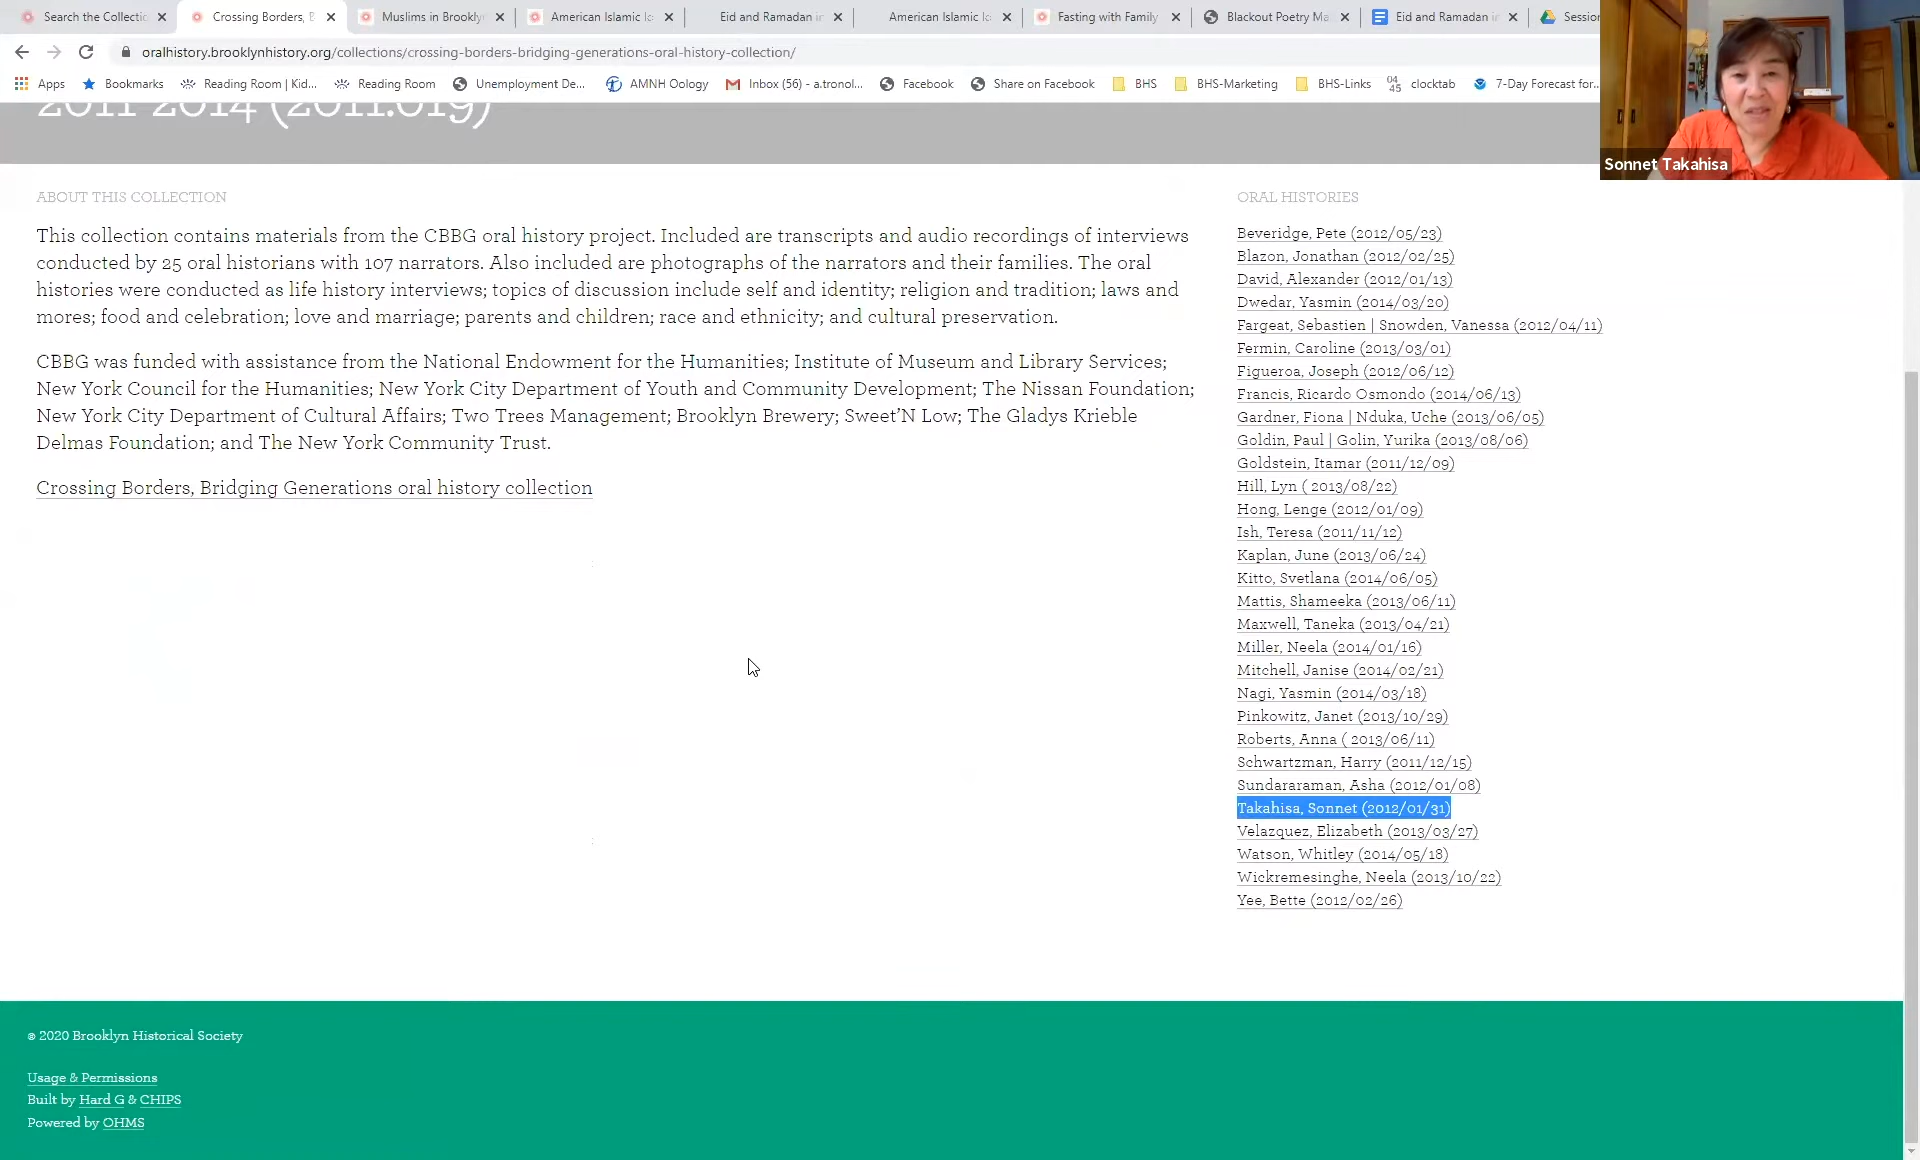 Search the Collectic
Crossing Borders, B
Muslims in Brooklyn
American Islamic Ic
Eid and Ramadan in
American Islamic Ic
Fasting with Family
Blackout Poetry Ma
Eid and Ramadan in
Session
oralhistory.brooklynhistory.org/collections/crossing-borders-bridging-generations-oral-history-collection/
Apps
Bookmarks
Reading Room | Kid...
Reading Room
Unemployment De...
AMNH Oology
Inbox (56) - a.tronol...
Facebook
Share on Facebook
BHS
BHS-Marketing
BHS-Links
04 45
clocktab
7-Day Forecast for...
Sonnet Takahisa
2011-2014 (2011.019)
ABOUT THIS COLLECTION
This collection contains materials from the CBBG oral history project. Included are transcripts and audio recordings of interviews
conducted by 25 oral historians with 107 narrators. Also included are photographs of the narrators and their families. The oral
histories were conducted as life history interviews; topics of discussion include self and identity; religion and tradition; laws and
mores; food and celebration; love and marriage; parents and children; race and ethnicity; and cultural preservation.
CBBG was funded with assistance from the National Endowment for the Humanities; Institute of Museum and Library Services;
New York Council for the Humanities; New York City Department of Youth and Community Development; The Nissan Foundation;
New York City Department of Cultural Affairs; Two Trees Management; Brooklyn Brewery; Sweet'N Low; The Gladys Krieble
Delmas Foundation; and The New York Community Trust.
Crossing Borders, Bridging Generations oral history collection
ORAL HISTORIES
Beveridge, Pete (2012/05/23)
Blazon, Jonathan (2012/02/25)
David, Alexander (2012/01/13)
Dwedar, Yasmin (2014/03/20)
Fargeat, Sebastien | Snowden, Vanessa (2012/04/11)
Fermin, Caroline (2013/03/01)
Figueroa, Joseph (2012/06/12)
Francis, Ricardo Osmondo (2014/06/13)
Gardner, Fiona | Nduka, Uche (2013/06/05)
Goldin, Paul | Golin, Yurika (2013/08/06)
Goldstein, Itamar (2011/12/09)
Hill, Lyn ( 2013/08/22)
Hong, Lenge (2012/01/09)
Ish, Teresa (2011/11/12)
Kaplan, June (2013/06/24)
Kitto, Svetlana (2014/06/05)
Mattis, Shameeka (2013/06/11)
Maxwell, Taneka (2013/04/21)
Miller, Neela (2014/01/16)
Mitchell, Janise (2014/02/21)
Nagi, Yasmin (2014/03/18)
Pinkowitz, Janet (2013/10/29)
Roberts, Anna ( 2013/06/11)
Schwartzman, Harry (2011/12/15)
Sundararaman, Asha (2012/01/08)
Takahisa, Sonnet (2012/01/31)
Velazquez, Elizabeth (2013/03/27)
Watson, Whitley (2014/05/18)
Wickremesinghe, Neela (2013/10/22)
Yee, Bette (2012/02/26)
© 2020 Brooklyn Historical Society
Usage & Permissions
Built by Hard G & CHIPS
Powered by OHMS